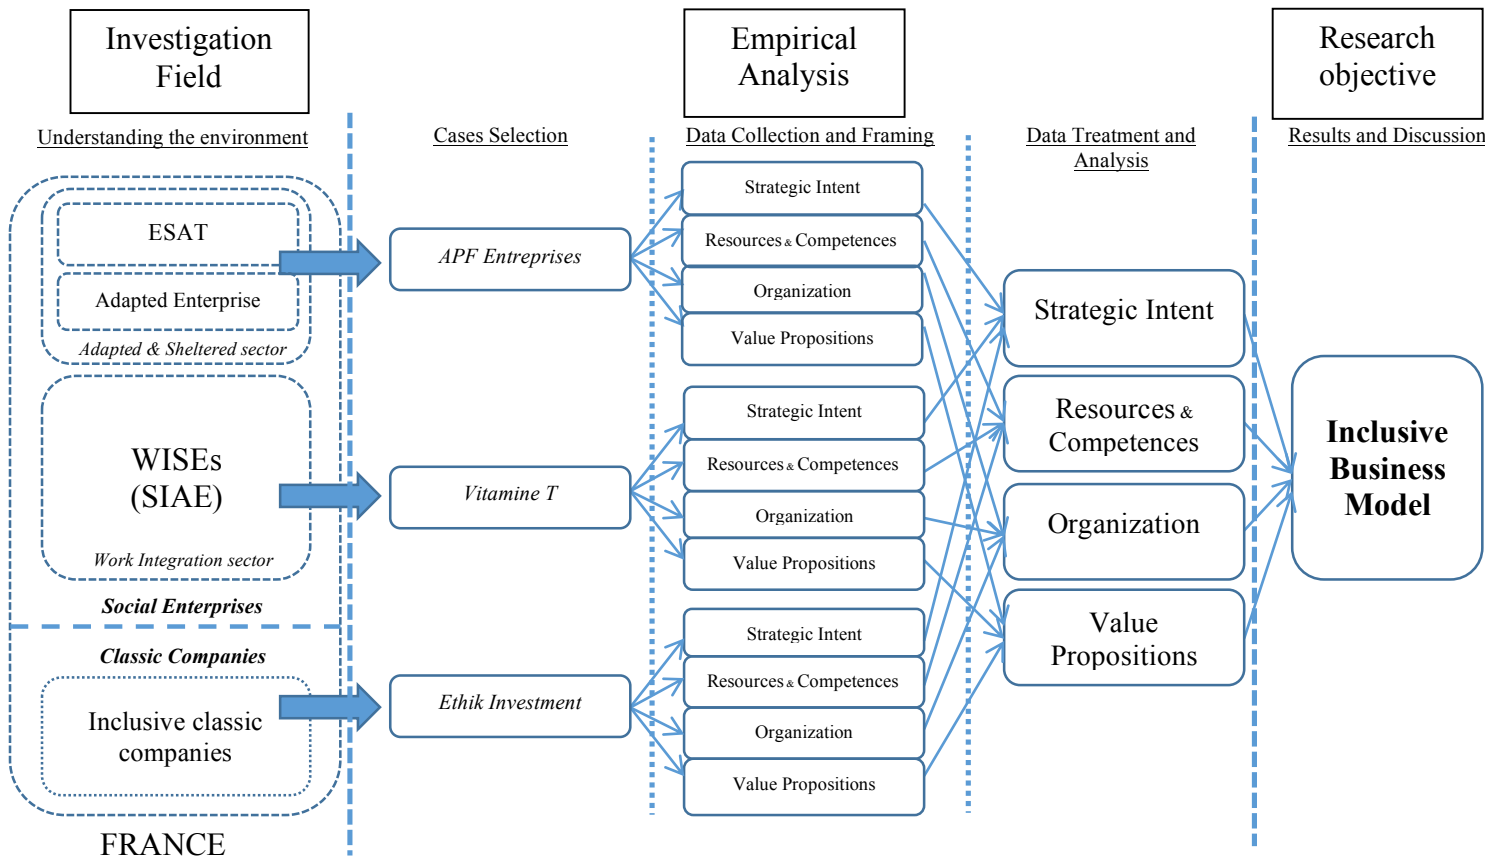 Investigation
Field
Empirical
Analysis
Research
objective
Understanding the environment
Cases Selection
Data Collection and Framing
Data Treatment and
Analysis
Results and Discussion
ESAT
Adapted Enterprise
Adapted & Sheltered sector
WISEs
(SIAE)
Work Integration sector
Social Enterprises
Classic Companies
Inclusive classic
companies
FRANCE
APF Entreprises
Vitamine T
Ethik Investment
Strategic Intent
Resources & Competences
Organization
Value Propositions
Strategic Intent
Resources & Competences
Organization
Value Propositions
Strategic Intent
Resources & Competences
Organization
Value Propositions
Strategic Intent
Resources &
Competences
Organization
Value
Propositions
Inclusive
Business
Model